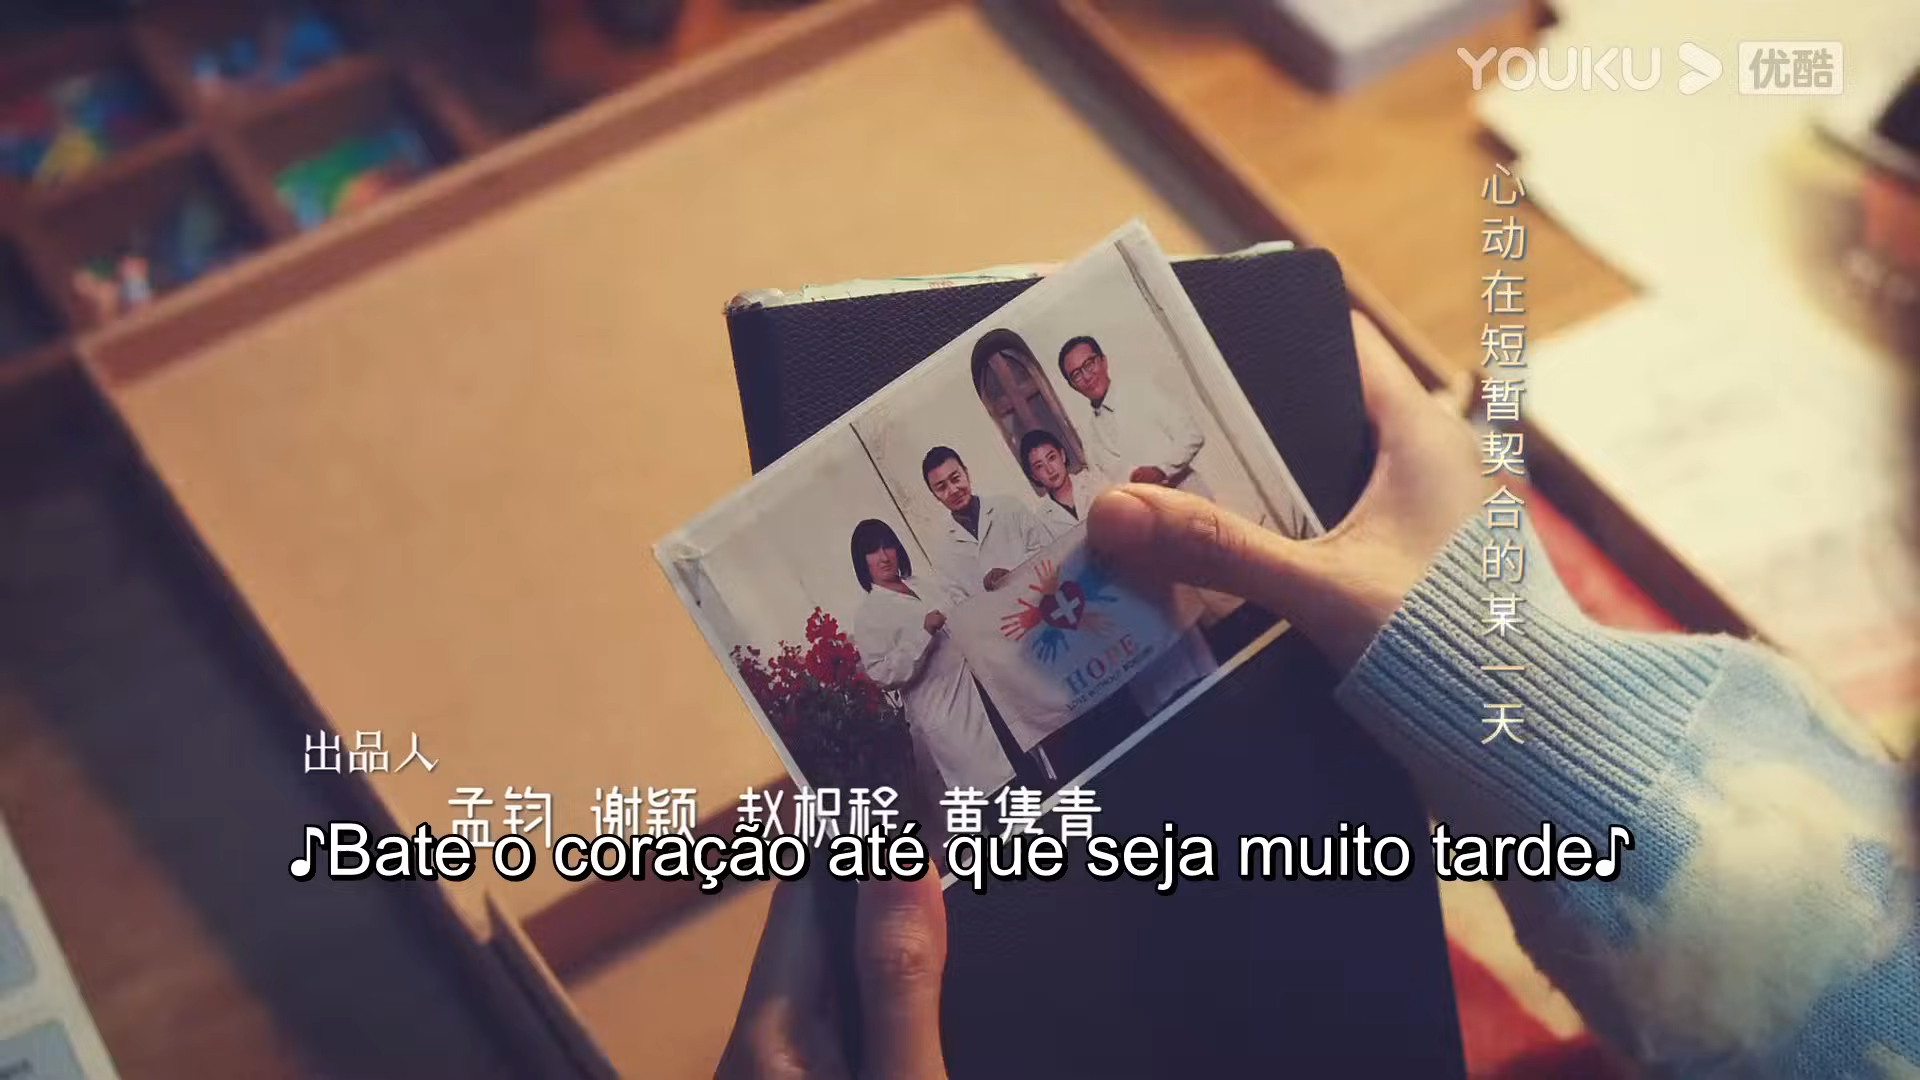 YOUKU 优酷
心动在短暂契合的某一天
HOPE
出品人
孟钧 谢颖 赵枳程 黄隽青
♪Bate o coração até que seja muito tarde♪